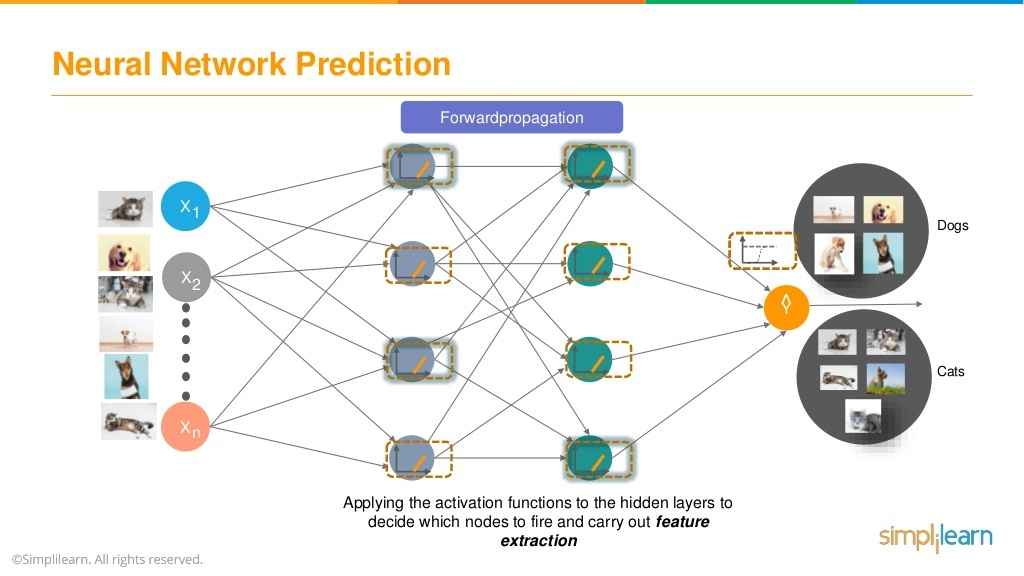 Neural Network Prediction
Forwardpropagation
X1
X2
Xn
Dogs
Cats
Applying the activation functions to the hidden layers to
decide which nodes to fire and carry out feature
extraction
simplilearn
©Simplilearn. All rights reserved.